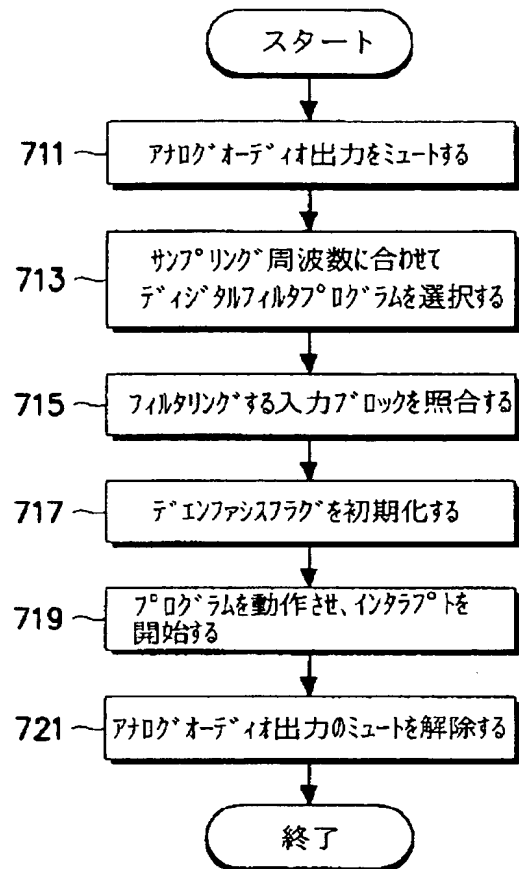 スタート
711
アナログオーディオ出力をミュートする
713
サンプリング周波数に合わせて
ディジタルフィルタプログラムを選択する
715
フィルタリングする入力ブロックを照合する
717
デエンファシスフラグを初期化する
719
プログラムを動作させ、インタラプトを
開始する
721
アナログオーディオ出力のミュートを解除する
終了